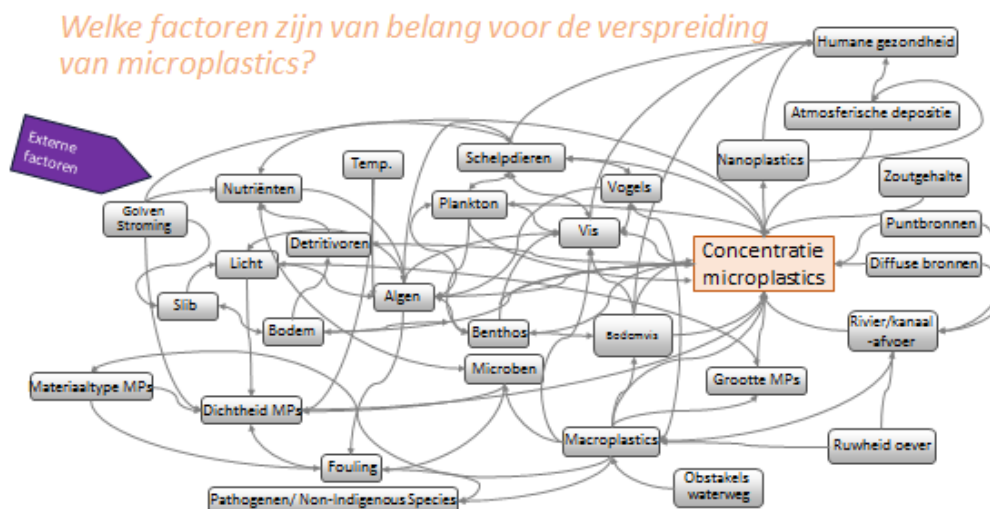 Welke factoren zijn van belang voor de verspreiding
van microplastics?
Humane gezondheid
Externe
factoren
Atmosferische depositie
Temp.
Schelpdieren
Nanoplastics
Zoutgehalte
Nutriënten
Vogels
Plankton
Golven
Stroming
Puntbronnen
Vis
Detritivoren
Concentratie
microplastics
Licht
Diffuse bronnen
Algen
Slib
Bodem
Benthos
Bodemvis
Rivier/kanaal
-afvoer
Microben
Grootte MPs
Materiaaltype MPs
Dichtheid MPs
Macroplastics
Ruwheid oever
Fouling
Obstakels
waterweg
Pathogenen/ Non-Indigenous Species